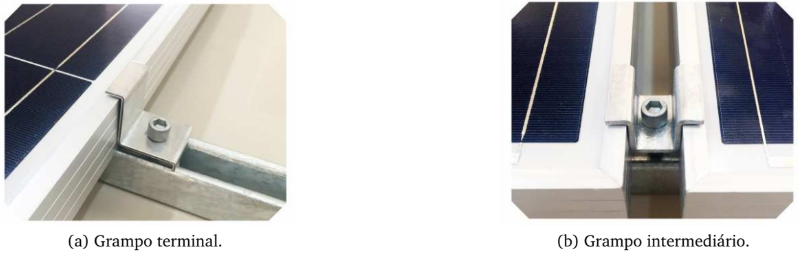 (a) Grampo terminal.
(b) Grampo intermediário.